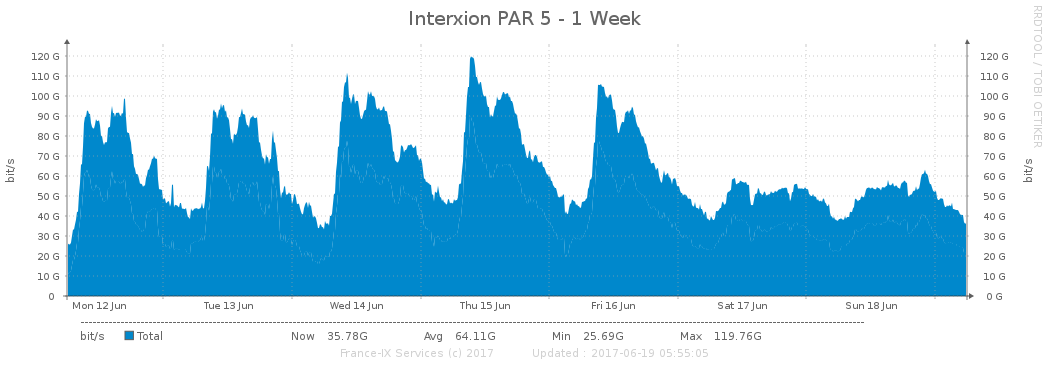 Interxion PAR 5 - 1 Week
RRDTOOL / TOBI OETIKER
bit/s
120 G 120 G
110 G 110 G
100 G 100 G
90 G 90 G
80 G 80 G
70 G 70 G
60 G 60 G
50 G 50 G
40 G 40 G
30 G 30 G
20 G 20 G
10 G 10 G
0 0 G
bit/s
Mon 12 Jun Tue 13 Jun Wed 14 Jun Thu 15 Jun Fri 16 Jun Sat 17 Jun Sun 18 Jun
bit/s Total Now 35.78G Avg 64.11G Min 25.69G Max 119.76G
France-IX Services (c) 2017 Updated : 2017-06-19 05:55:05